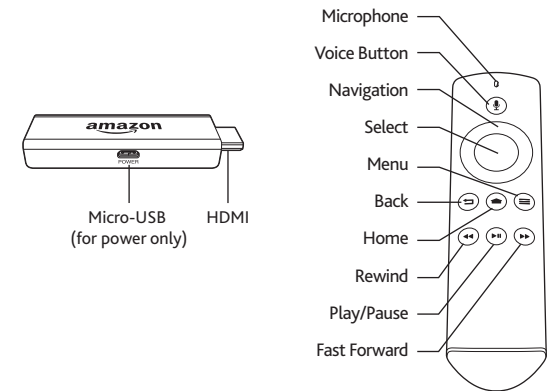 amazon
POWER
Micro-USB
(for power only)
HDMI
Microphone
Voice Button
Navigation
Select
Menu
Back
Home
Rewind
Play/Pause
Fast Forward